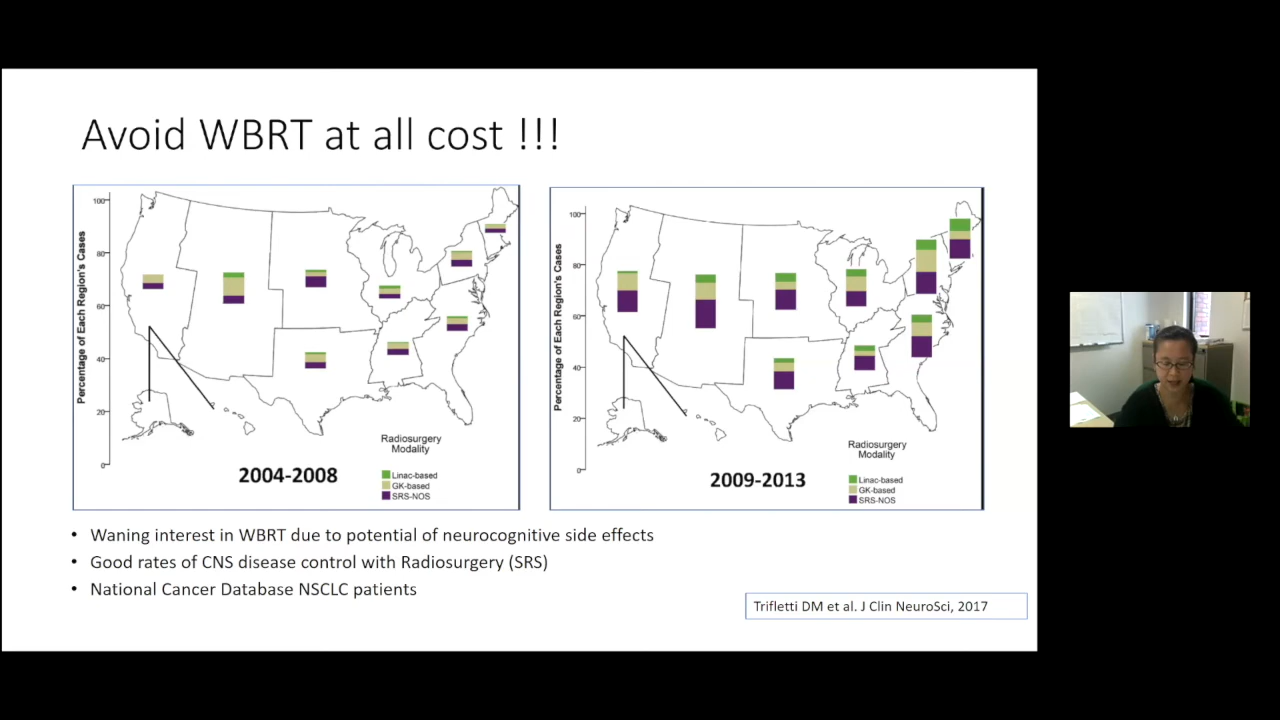 Avoid WBRT at all cost !!!
Percentage of Each Region's Cases
100
80
60
40
20
0
Radiosurgery
Modality
Linac-based
GK-based
SRS-NOS
2004-2008
Percentage of Each Region's Cases
100
80
60
40
20
0
Radiosurgery
Modality
Linac-based
GK-based
SRS-NOS
2009-2013
• Waning interest in WBRT due to potential of neurocognitive side effects
• Good rates of CNS disease control with Radiosurgery (SRS)
• National Cancer Database NSCLC patients
Trifletti DM et al. J Clin NeuroSci, 2017